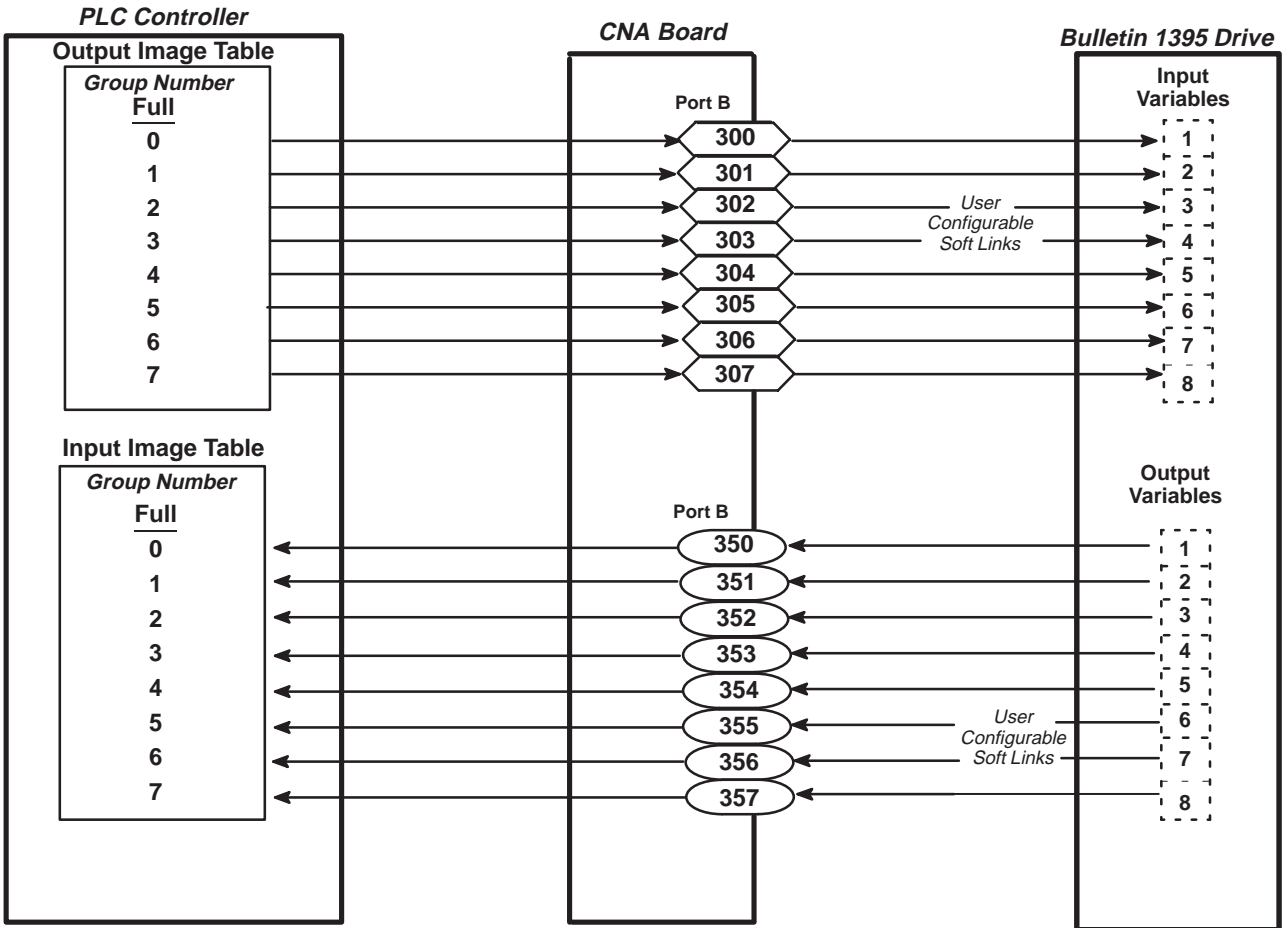 PLC Controller
CNA Board
Bulletin 1395 Drive
Output Image Table
Group Number
Full
0
1
2
3
4
5
6
7
Port B
300
301
302
303
304
305
306
307
User
Configurable
Soft Links
Input
Variables
1
2
3
4
5
6
7
8
Input Image Table
Group Number
Full
0
1
2
3
4
5
6
7
Port B
350
351
352
353
354
355
356
357
User
Configurable
Soft Links
Output
Variables
1
2
3
4
5
6
7
8